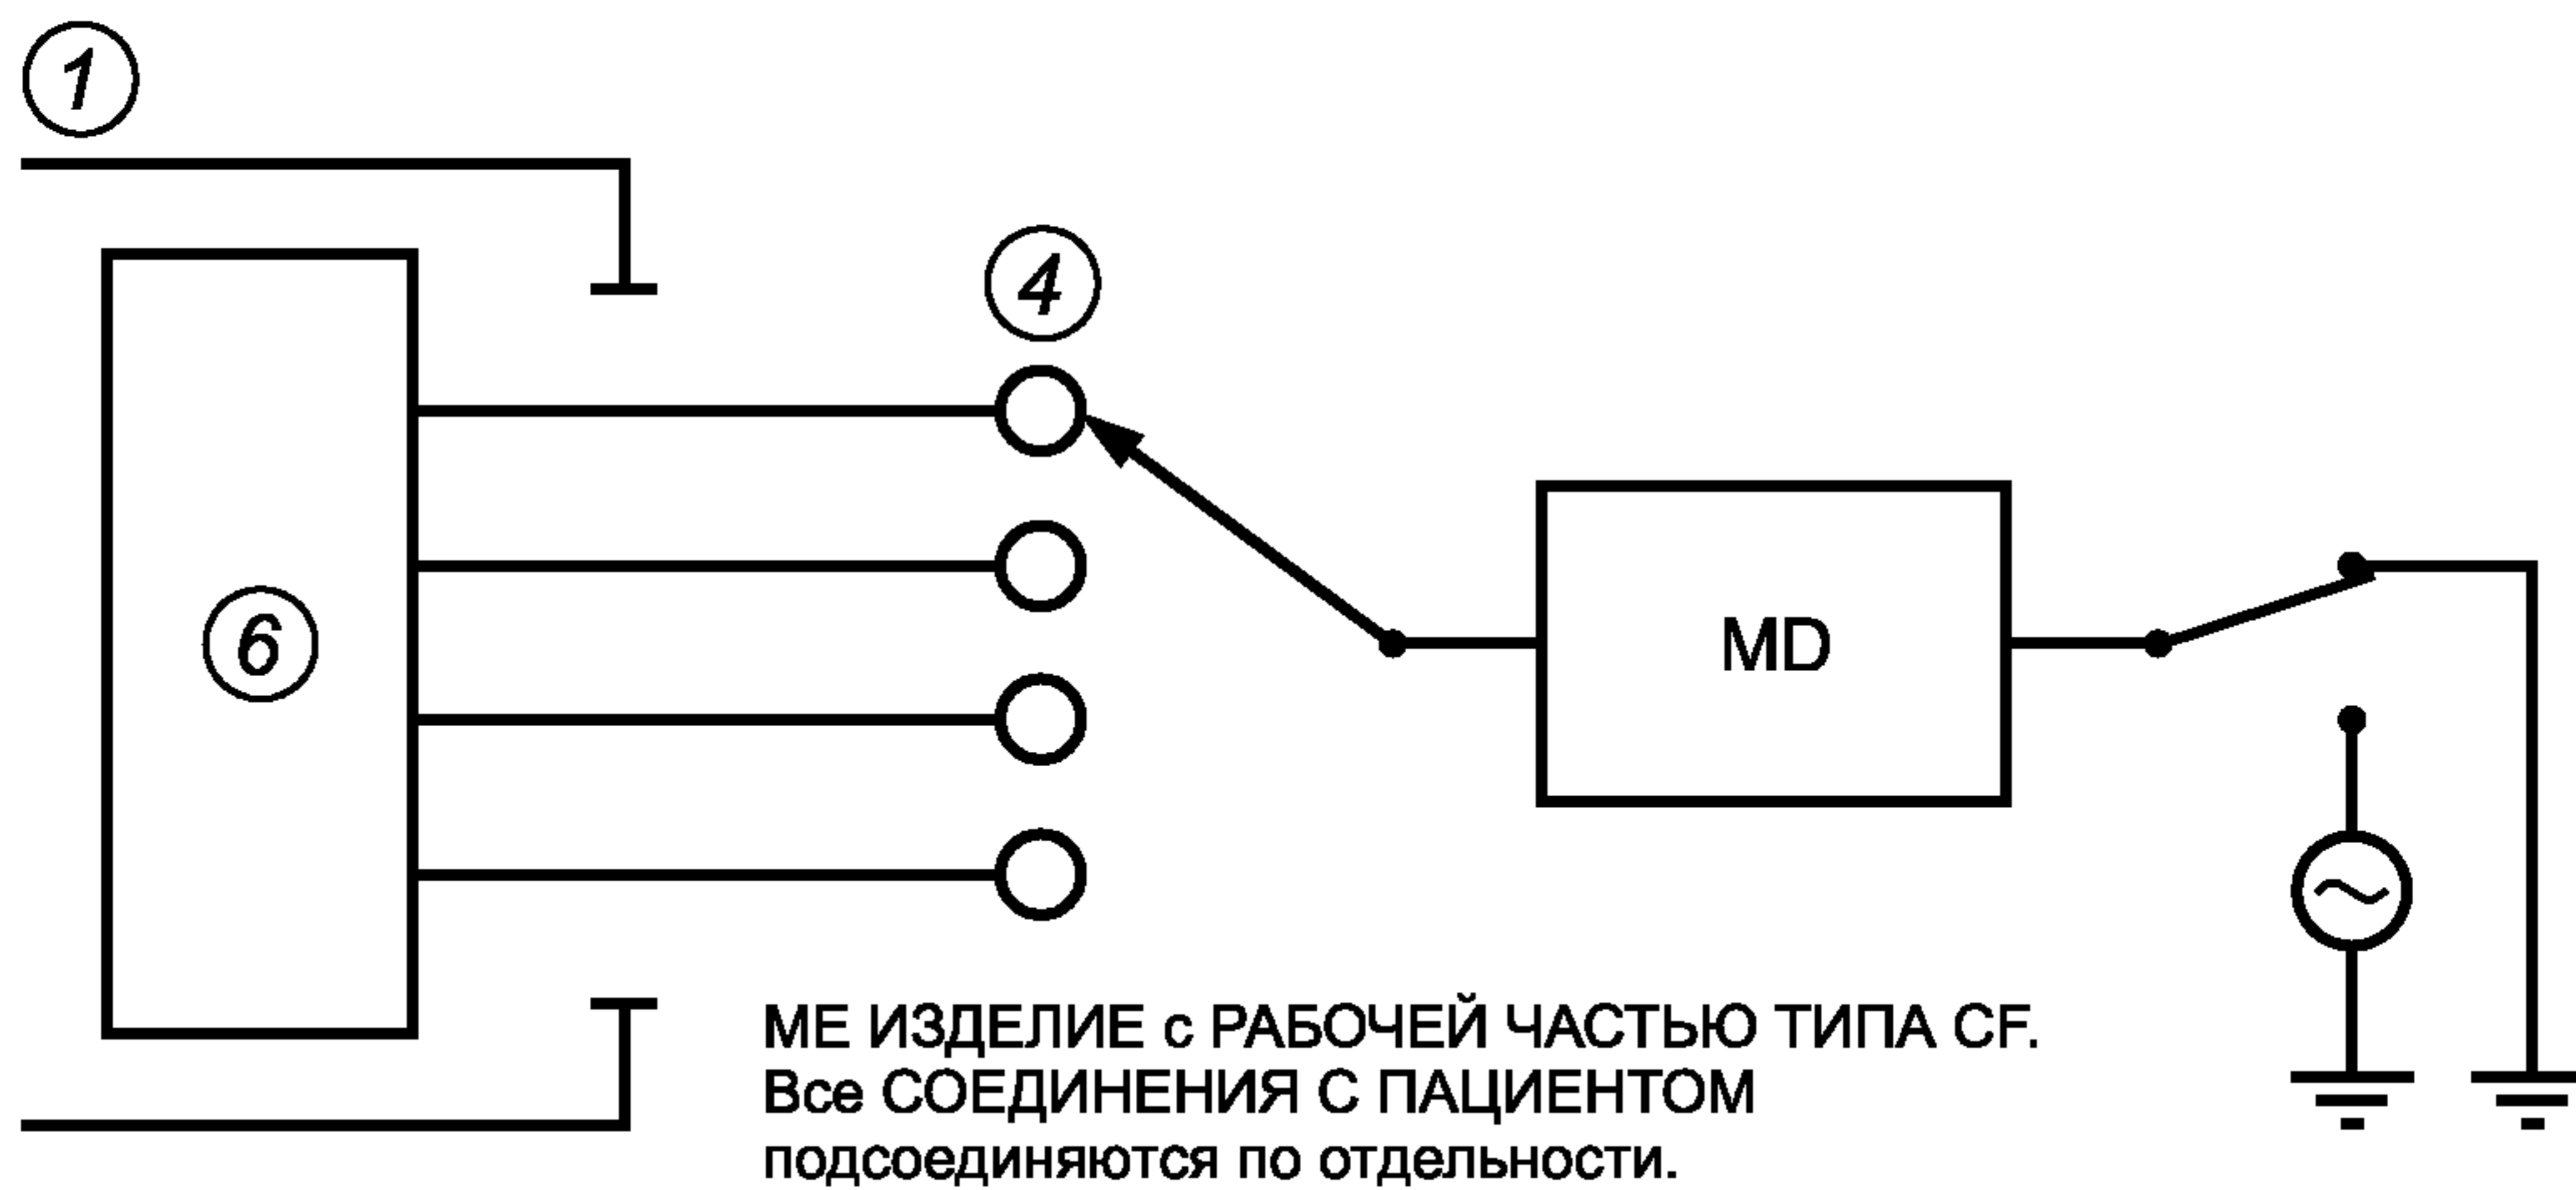 1
4
6
MD
МЕ ИЗДЕЛИЕ с РАБОЧЕЙ ЧАСТЬЮ ТИПА CF.
Все СОЕДИНЕНИЯ С ПАЦИЕНТОМ
подсоединяются по отдельности.